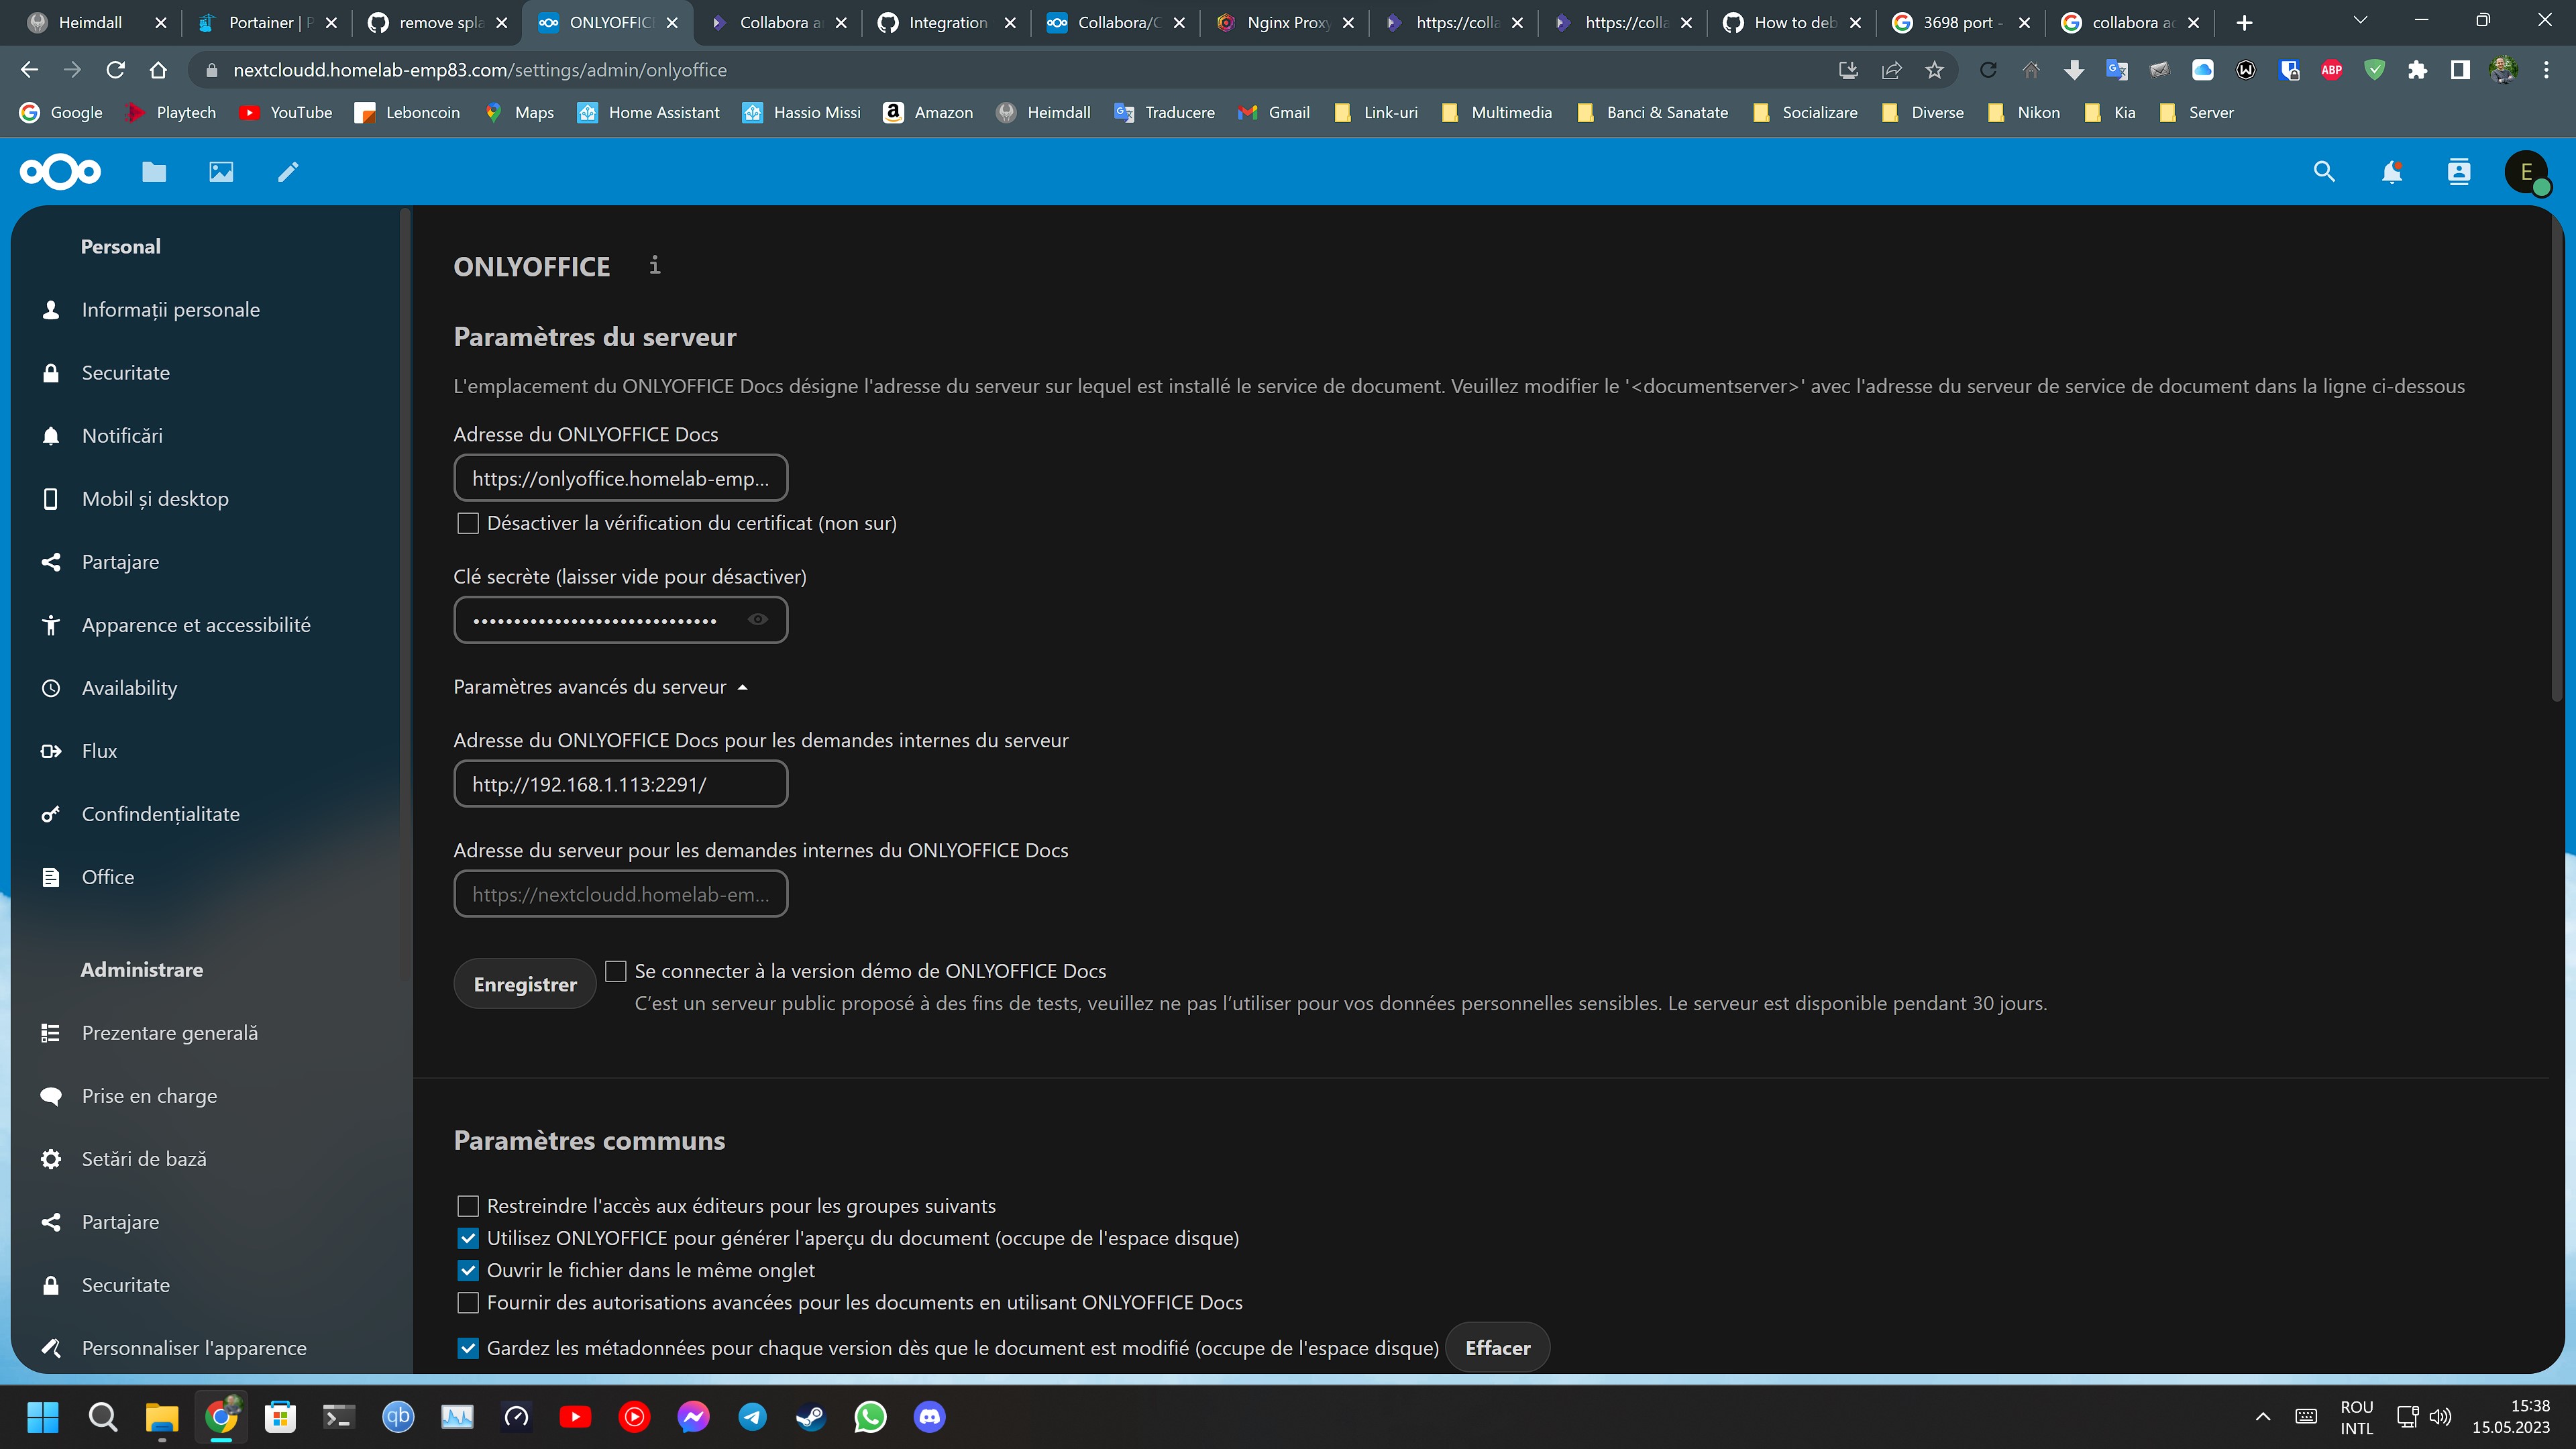 Heimdall
Portainer | P
remove spla
ONLYOFFIC
Collabora a
Integration
Collabora/C
Nginx Proxy
https://colla
https://colla
How to deb
3698 port -
collabora ac
nextcloudd.homelab-emp83.com/settings/admin/onlyoffice
ABP
Google
Playtech
YouTube
Leboncoin
Maps
Home Assistant
Hassio Missi
Amazon
Heimdall
Traducere
Gmail
Link-uri
Multimedia
Banci & Sanatate
Socializare
Diverse
Nikon
Kia
Server
E
Personal
Informații personale
Securitate
Notificări
Mobil și desktop
Partajare
Apparence et accessibilité
Availability
Flux
Confindențialitate
Office
Administrare
Prezentare generală
Prise en charge
Setări de bază
Partajare
Securitate
Personnaliser l'apparence
ONLYOFFICE
Paramètres du serveur
L'emplacement du ONLYOFFICE Docs désigne l'adresse du serveur sur lequel est installé le service de document. Veuillez modifier le '<documentserver>' avec l'adresse du serveur de service de document dans la ligne ci-dessous
Adresse du ONLYOFFICE Docs
https://onlyoffice.homelab-emp...
Désactiver la vérification du certificat (non sur)
Clé secrète (laisser vide pour désactiver)
Paramètres avancés du serveur
Adresse du ONLYOFFICE Docs pour les demandes internes du serveur
http://192.168.1.113:2291/
Adresse du serveur pour les demandes internes du ONLYOFFICE Docs
https://nextcloudd.homelab-em...
Enregistrer
Se connecter à la version démo de ONLYOFFICE Docs
C’est un serveur public proposé à des fins de tests, veuillez ne pas l’utiliser pour vos données personnelles sensibles. Le serveur est disponible pendant 30 jours.
Paramètres communs
Restreindre l'accès aux éditeurs pour les groupes suivants
Utilisez ONLYOFFICE pour générer l'aperçu du document (occupe de l'espace disque)
Ouvrir le fichier dans le même onglet
Fournir des autorisations avancées pour les documents en utilisant ONLYOFFICE Docs
Gardez les métadonnées pour chaque version dès que le document est modifié (occupe de l'espace disque)
Effacer
qb
ROU
INTL
15:38
15.05.2023